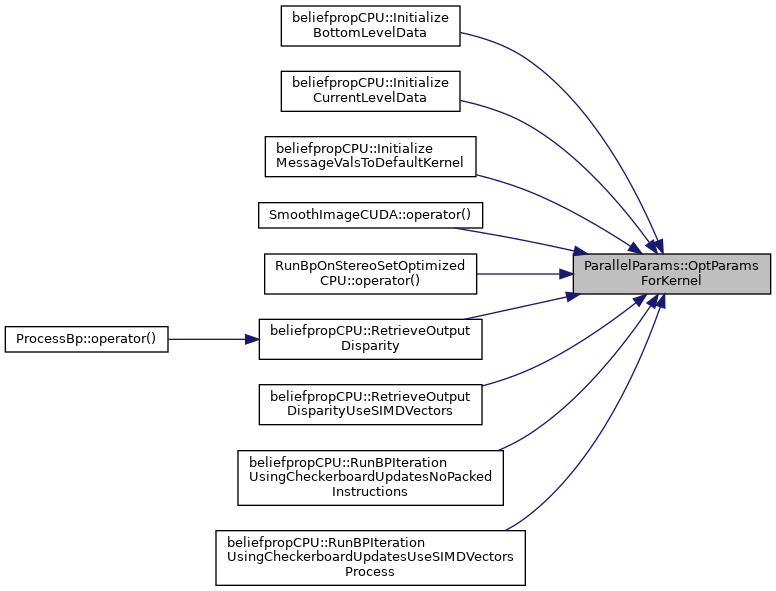 beliefpropCPU::Initialize
BottomLevelData
beliefpropCPU::Initialize
CurrentLevelData
beliefpropCPU::Initialize
MessageValsToDefaultKernel
SmoothImageCUDA::operator()
RunBpOnStereoSetOptimized
CPU::operator()
ParallelParams::OptParams
ForKernel
ProcessBp::operator()
beliefpropCPU::RetrieveOutput
Disparity
beliefpropCPU::RetrieveOutput
DisparityUseSIMDVectors
beliefpropCPU::RunBPIteration
UsingCheckerboardUpdatesNoPacked
Instructions
beliefpropCPU::RunBPIteration
UsingCheckerboardUpdatesUseSIMDVectors
Process